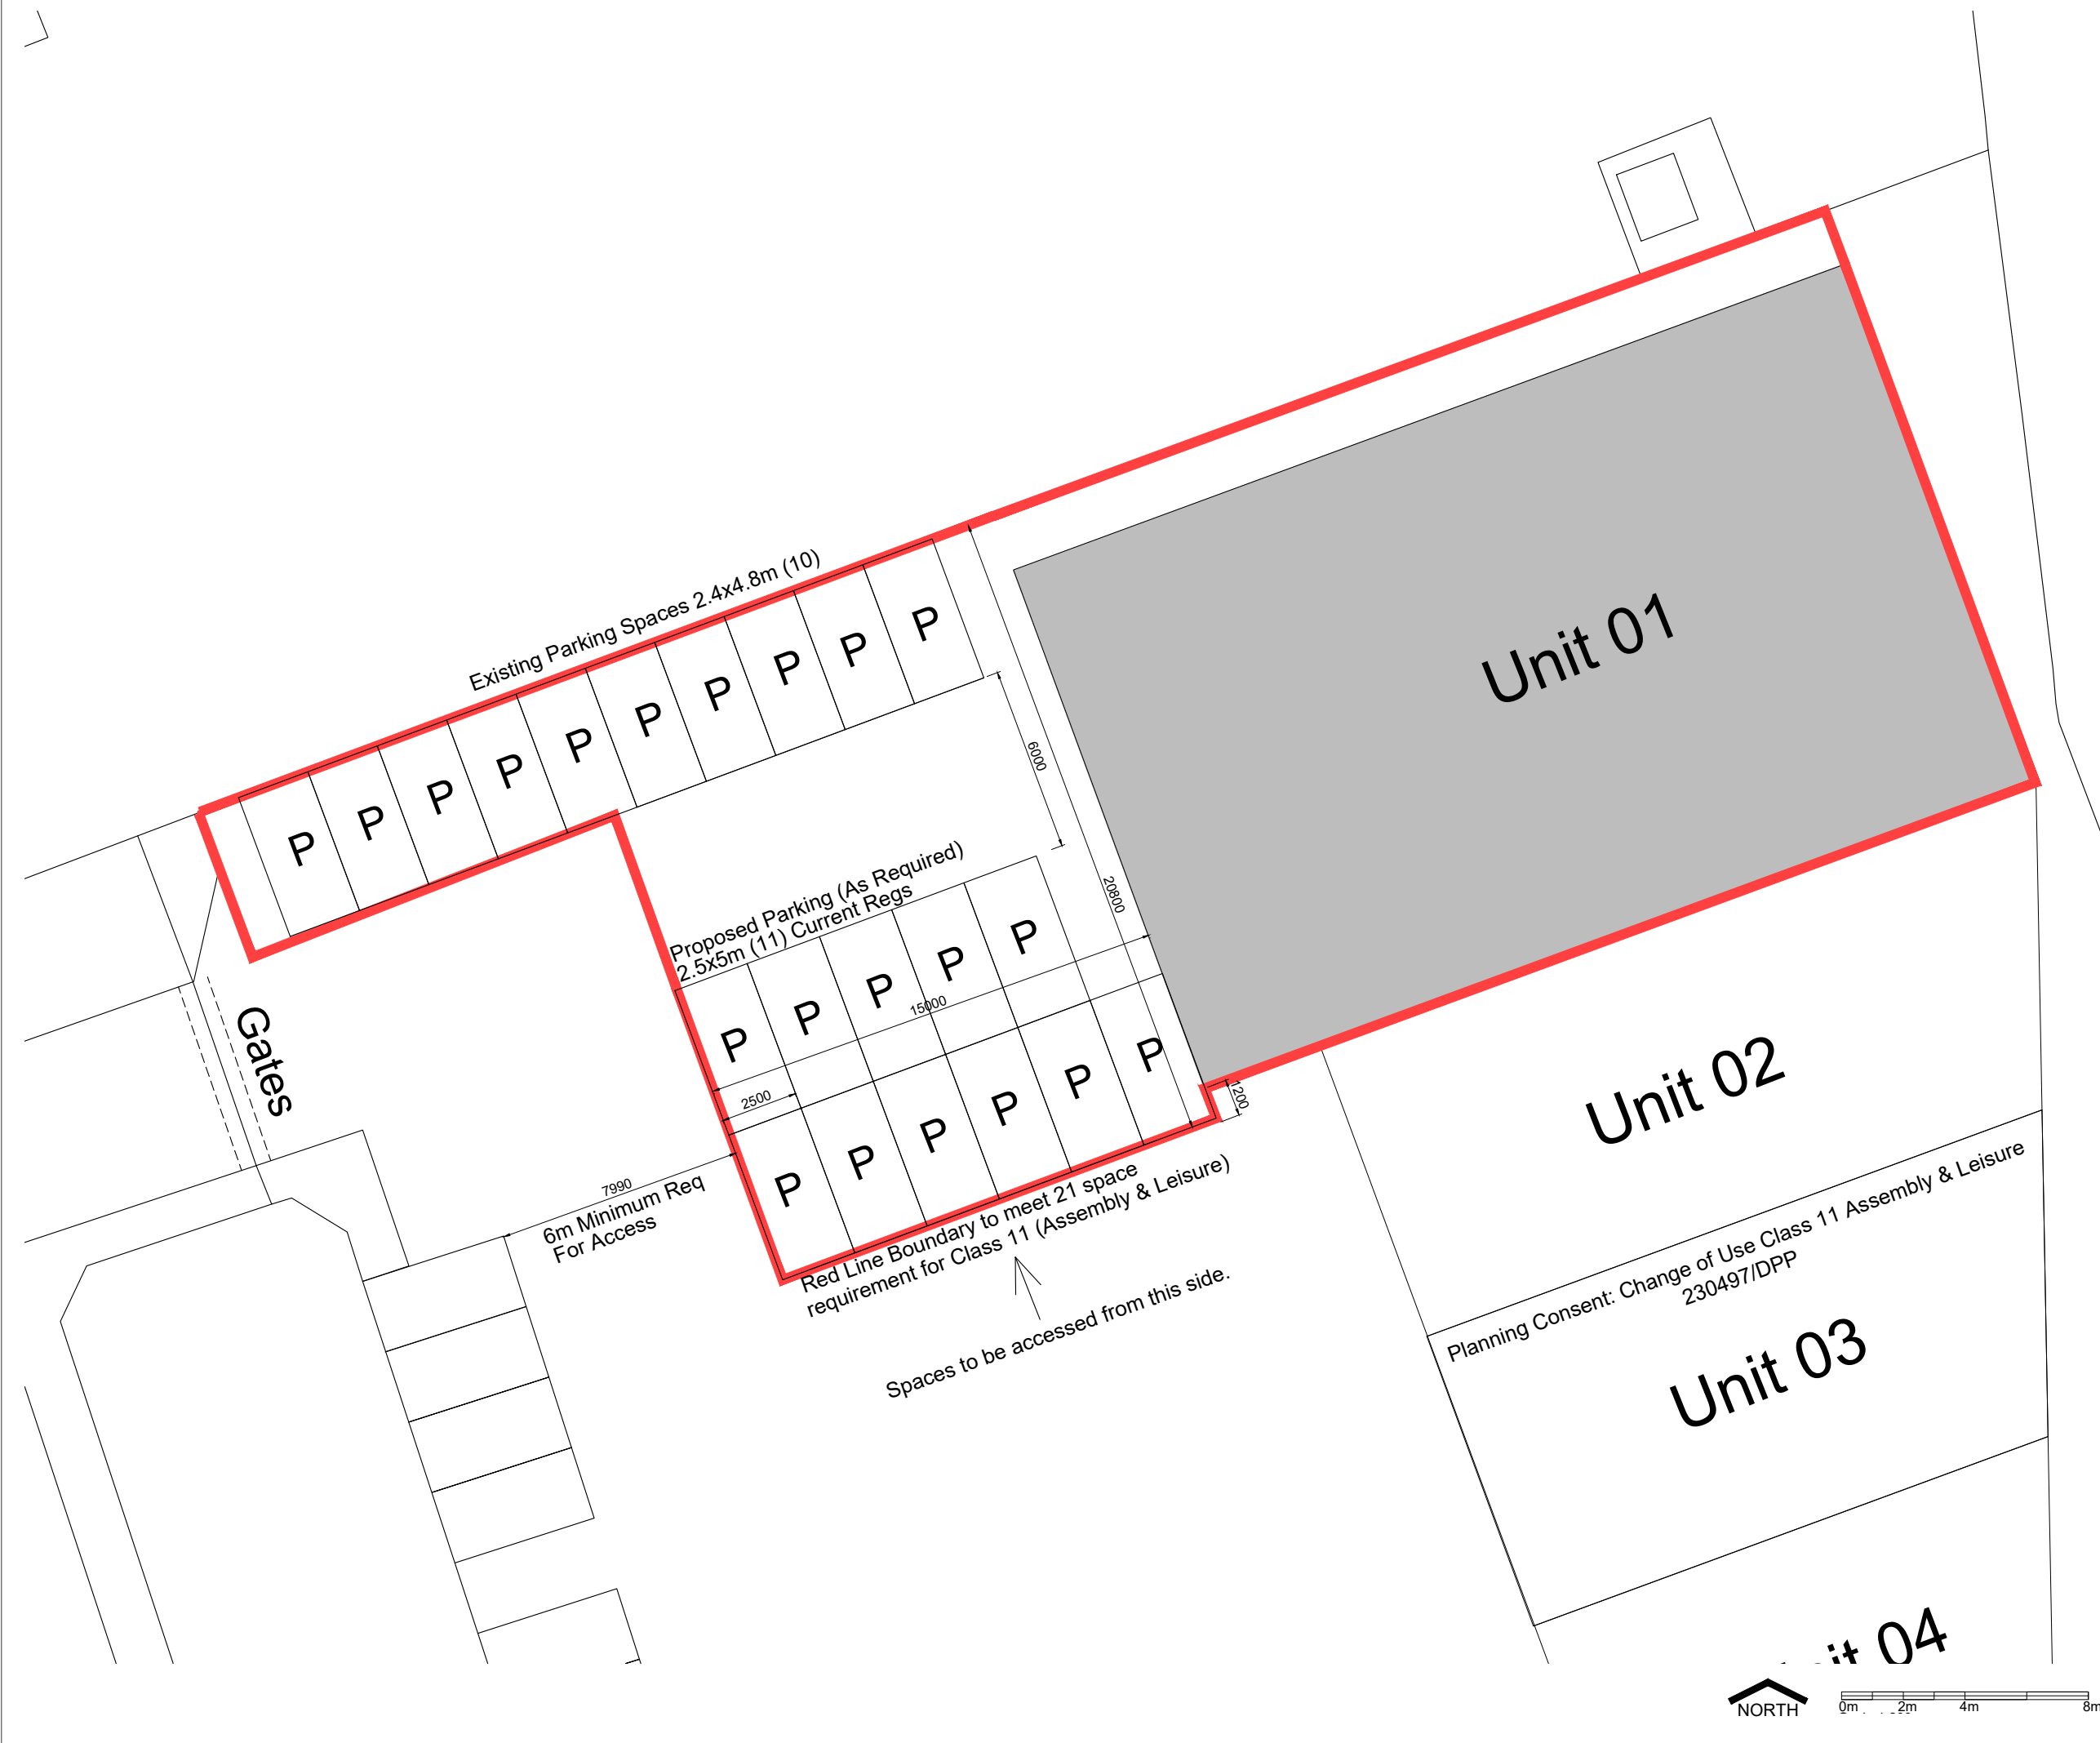 Existing Parking Spaces 2.4x4.8m (10)
P
P
P
P
P
P
P
P
P
P
Unit 01
6000
20800
Proposed Parking (As Required)
2.5x5m (11) Current Regs
P
P
P
P
P
15000
2500
P
P
P
P
P
P
1200
Gates
7990
6m Minimum Req
For Access
Red Line Boundary to meet 21 space
requirement for Class 11 (Assembly & Leisure)
Spaces to be accessed from this side.
Unit 02
Planning Consent: Change of Use Class 11 Assembly & Leisure
230497/DPP
Unit 03
it 04
NORTH
0m 2m 4m 8m